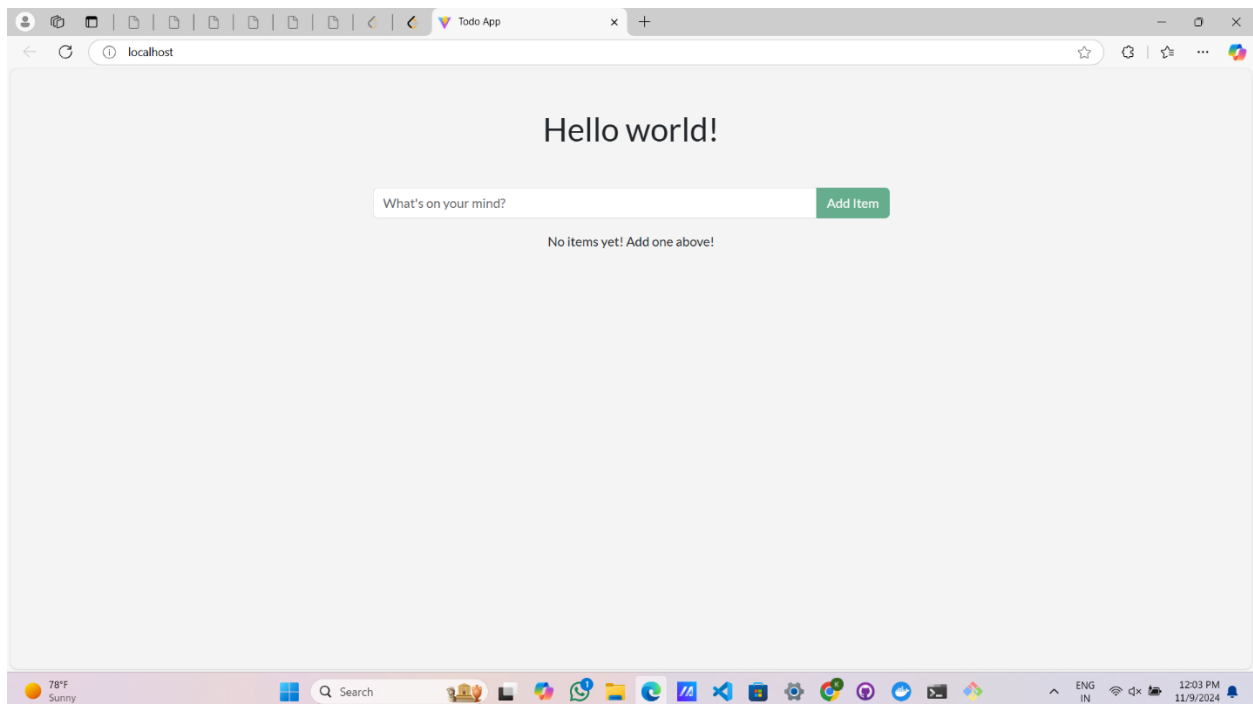 Todo App
localhost
Hello world!
What's on your mind?
Add Item
No items yet! Add one above!
78°F
Sunny
Search
ENG
IN
12:03 PM
11/9/2024